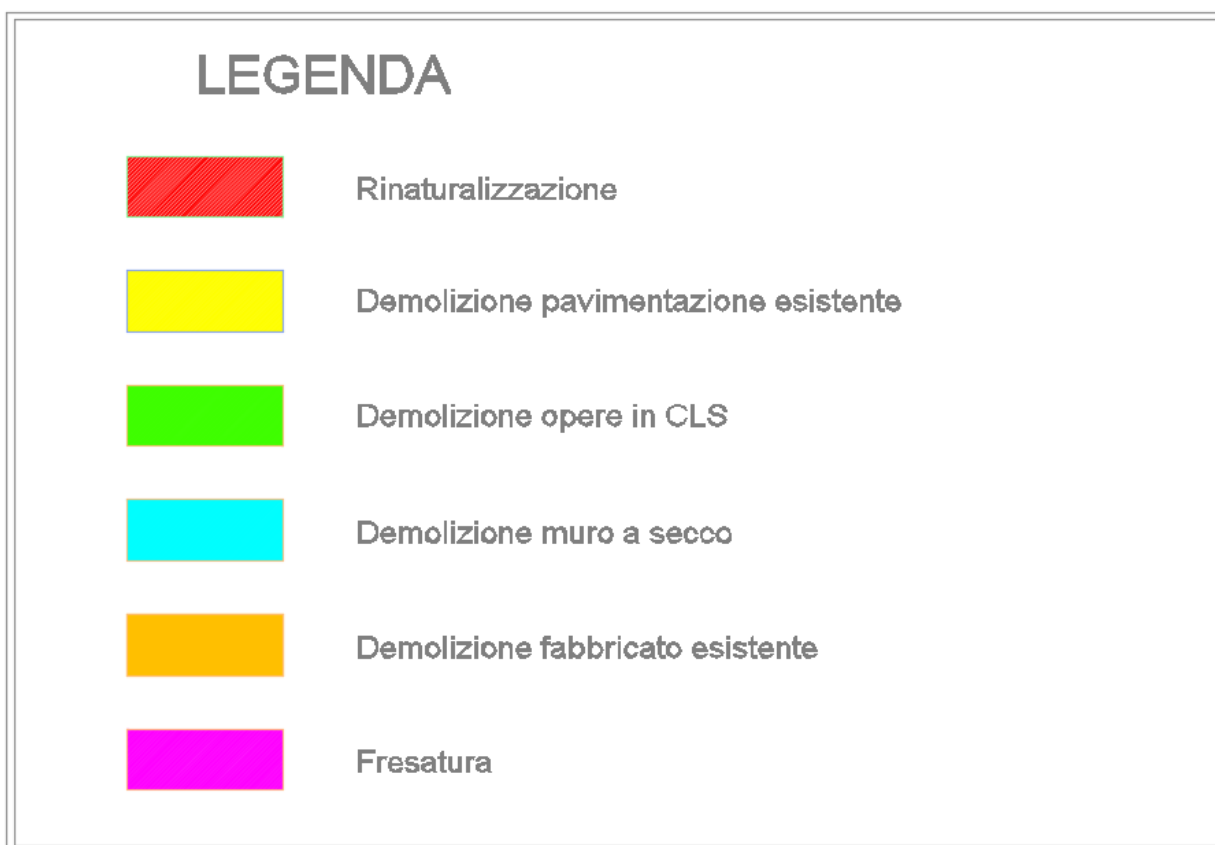 LEGENDA
Rinaturalizzazione
Demolizione pavimentazione esistente
Demolizione opere in CLS
Demolizione muro a secco
Demolizione fabbricato esistente
Fresatura